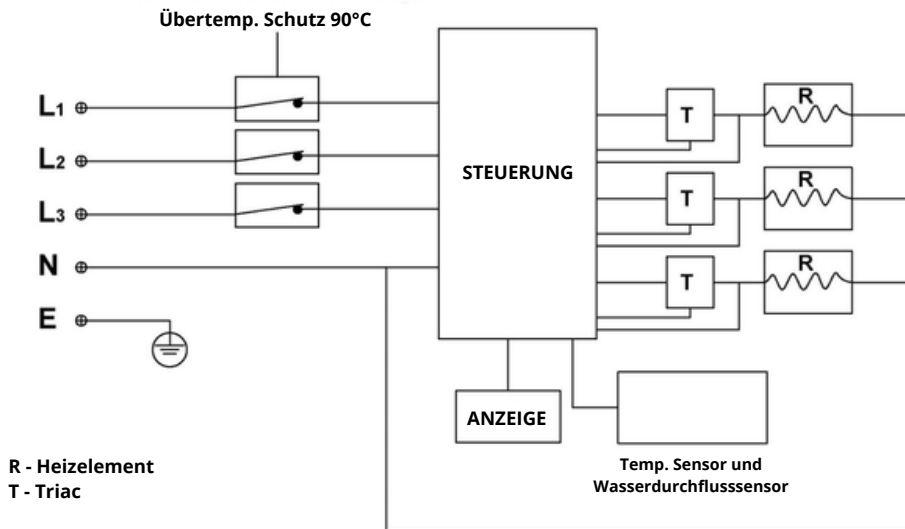 Übertemp. Schutz 90°C
L1
L2
L3
N
E
STEUERUNG
T
R
T
R
T
R
ANZEIGE
Temp. Sensor und
Wasserdurchflusssensor
R - Heizelement
T - Triac